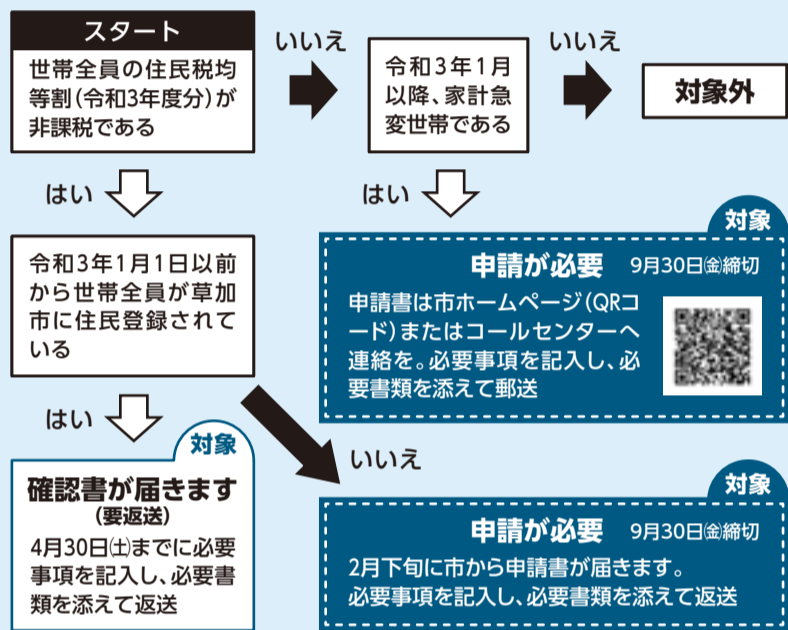 スタート
世帯全員の住民税均
等割(令和3年度分)が
非課税である
いいえ
令和3年1月
以降、家計急
変世帯である
いいえ
対象外
はい
はい
令和3年1月1日以前
から世帯全員が草加
市に住民登録されて
いる
対象
申請が必要 9月30日㈮締切
申請書は市ホームページ(QRコ
ード)またはコールセンターへ
連絡を。必要事項を記入し、必
要書類を添えて郵送
はい
いいえ
対象
確認書が届きます
(要返送)
4月30日㈯までに必要
事項を記入し、必要書
類を添えて返送
対象
申請が必要 9月30日㈮締切
2月下旬に市から申請書が届きます。
必要事項を記入し、必要書類を添えて返送